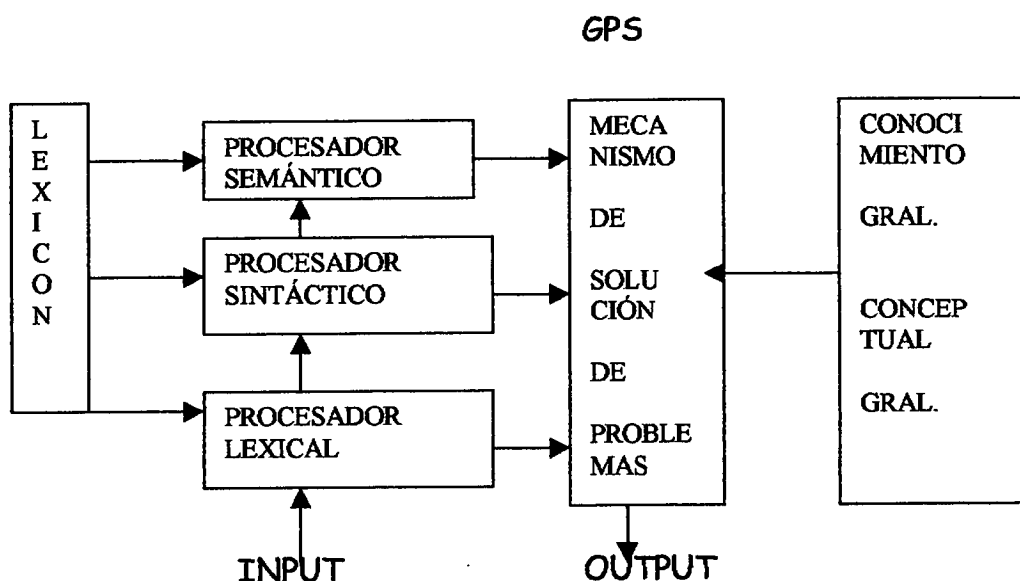 GPS
L
E
X
I
C
O
N
PROCESADOR
SEMÁNTICO
PROCESADOR
SINTÁCTICO
PROCESADOR
LEXICAL
MECA
NISMO
DE
SOLU
CIÓN
DE
PROBLE
MAS
CONOCI
MIENTO
GRAL.
CONCEP
TUAL
GRAL.
INPUT
OUTPUT